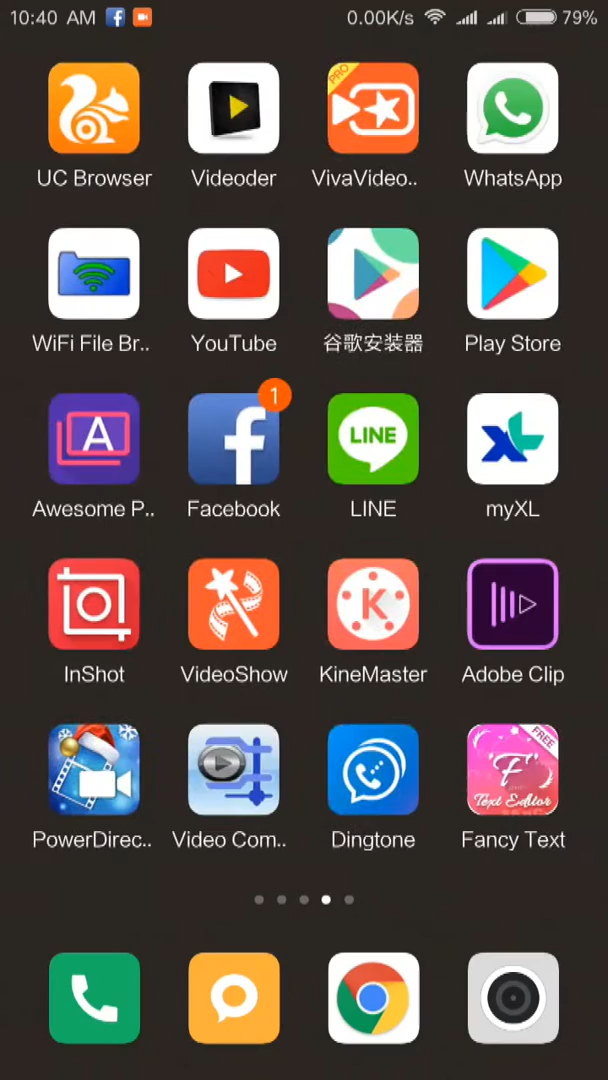 10:40 AM 0.00K/s 79%
PRO
UC Browser Videoder VivaVideo.. WhatsApp
WiFi File Br.. YouTube 谷歌安装器 Play Store
A 1 LINE
Awesome P.. Facebook LINE myXL
K
InShot VideoShow KineMaster Adobe Clip
FREE
F
Text Editor
PowerDirec.. Video Com.. Dingtone Fancy Text